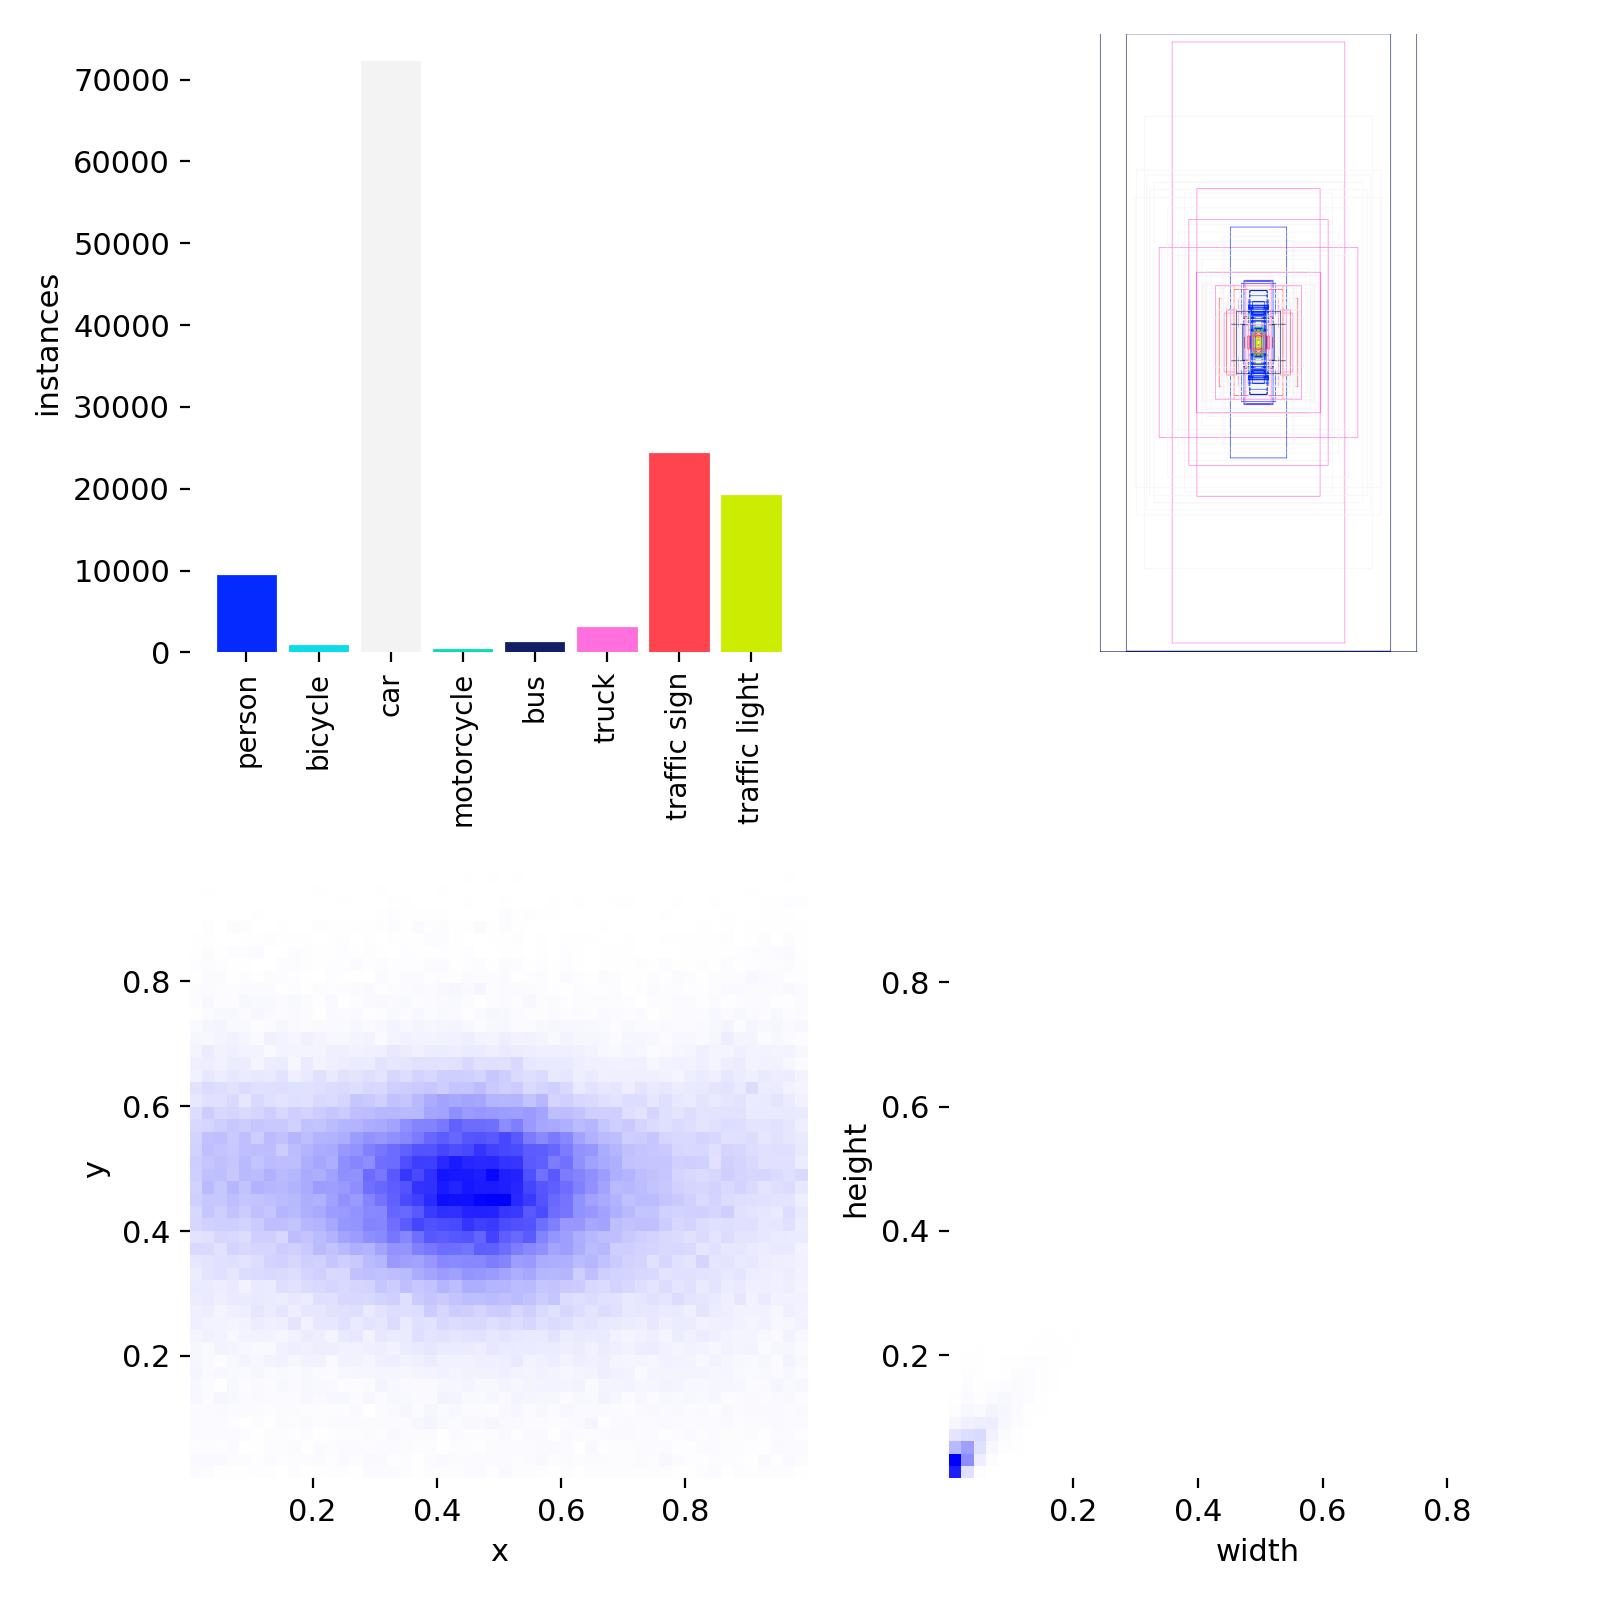 70000
60000
50000
40000
30000
20000
10000
0
instances
person
bicycle
car
motorcycle
bus
truck
traffic sign
traffic light
0.8
0.6
0.4
0.2
y
0.2 0.4 0.6 0.8
x
0.8
0.6
0.4
0.2
height
0.2 0.4 0.6 0.8
width